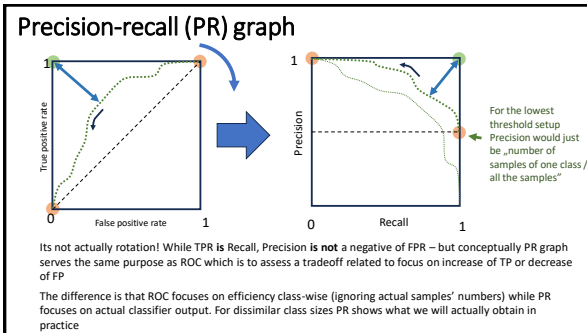 Precision-recall (PR) graph
1
True positive rate
0
False positive rate
1
1
Precision
0
Recall
1
For the lowest
threshold setup
Precision would just
be „number of
samples of one class /
all the samples”
Its not actually rotation! While TPR is Recall, Precision is not a negative of FPR – but conceptually PR graph
serves the same purpose as ROC which is to assess a tradeoff related to focus on increase of TP or decrease
of FP
The difference is that ROC focuses on efficiency class-wise (ignoring actual samples’ numbers) while PR
focuses on actual classifier output. For dissimilar class sizes PR shows what we will actually obtain in
practice